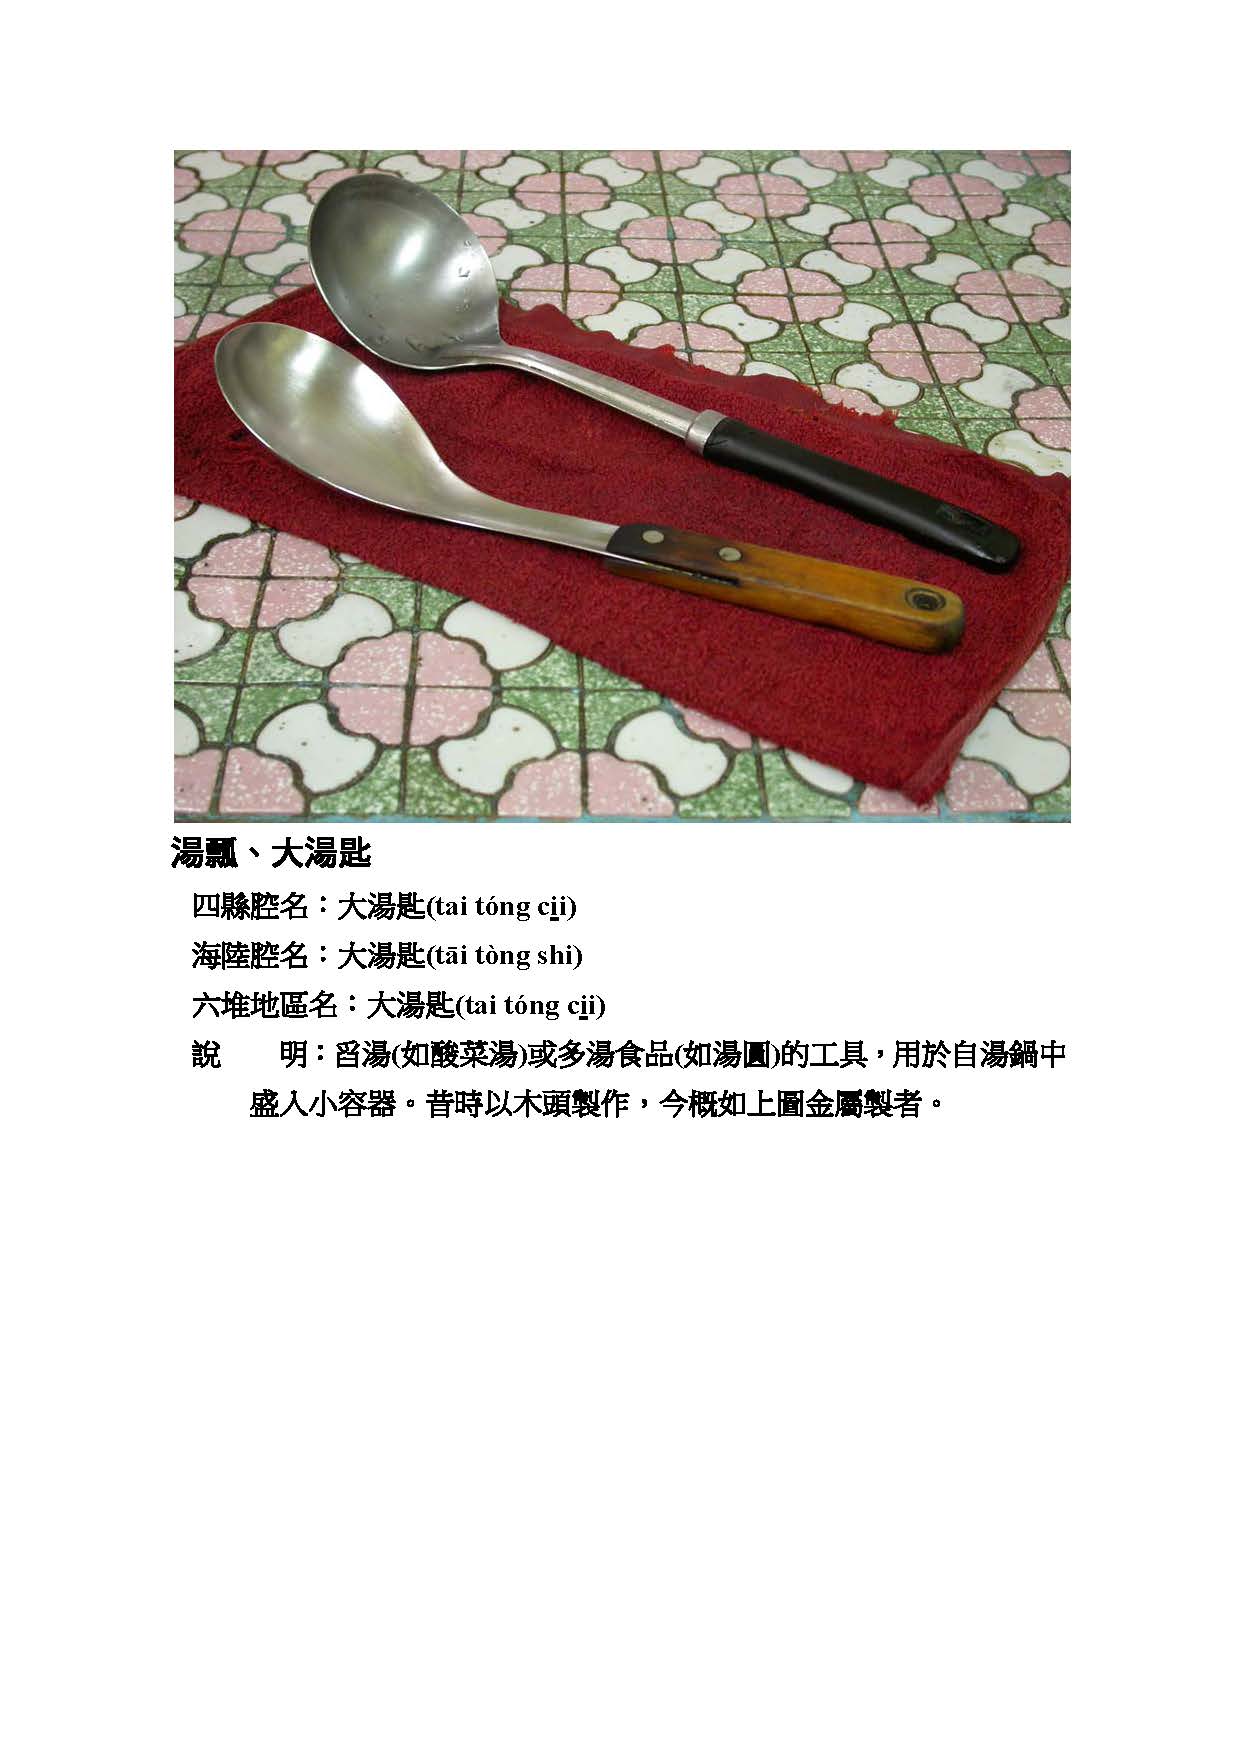 湯瓢、大湯匙
四縣腔名：大湯匙(tai tóng cii)
海陸腔名：大湯匙(tāi tòng shi)
六堆地區名：大湯匙(tai tóng cii)
說　　明：舀湯(如酸菜湯)或多湯食品(如湯圓)的工具，用於自湯鍋中
盛入小容器。昔時以木頭製作，今概如上圖金屬製者。